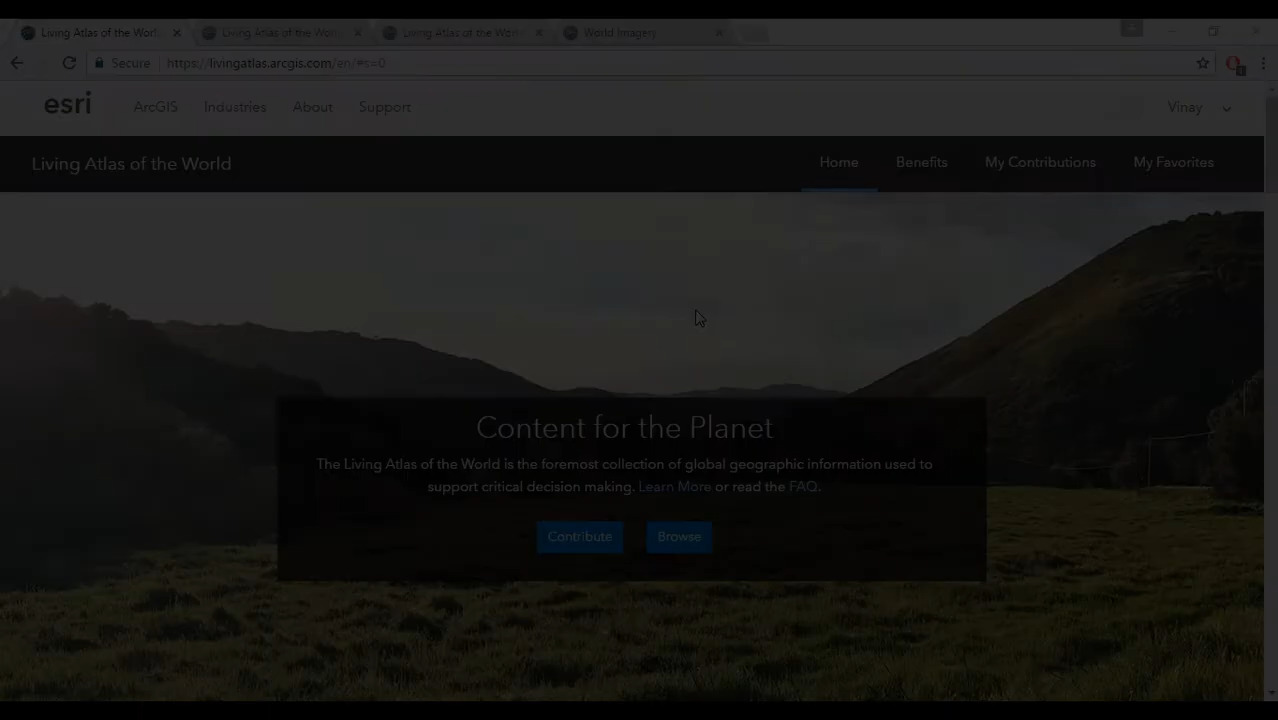 Living Atlas of the Worl
Living Atlas of the Worl
Living Atlas of the Worl
World Imagery
Secure
https://livingatlas.arcgis.com/en/#s=0
1
esri
ArcGIS
Industries
About
Support
Vinay
Living Atlas of the World
Home
Benefits
My Contributions
My Favorites
Content for the Planet
The Living Atlas of the World is the foremost collection of global geographic information used to
support critical decision making. Learn More or read the FAQ.
Contribute
Browse